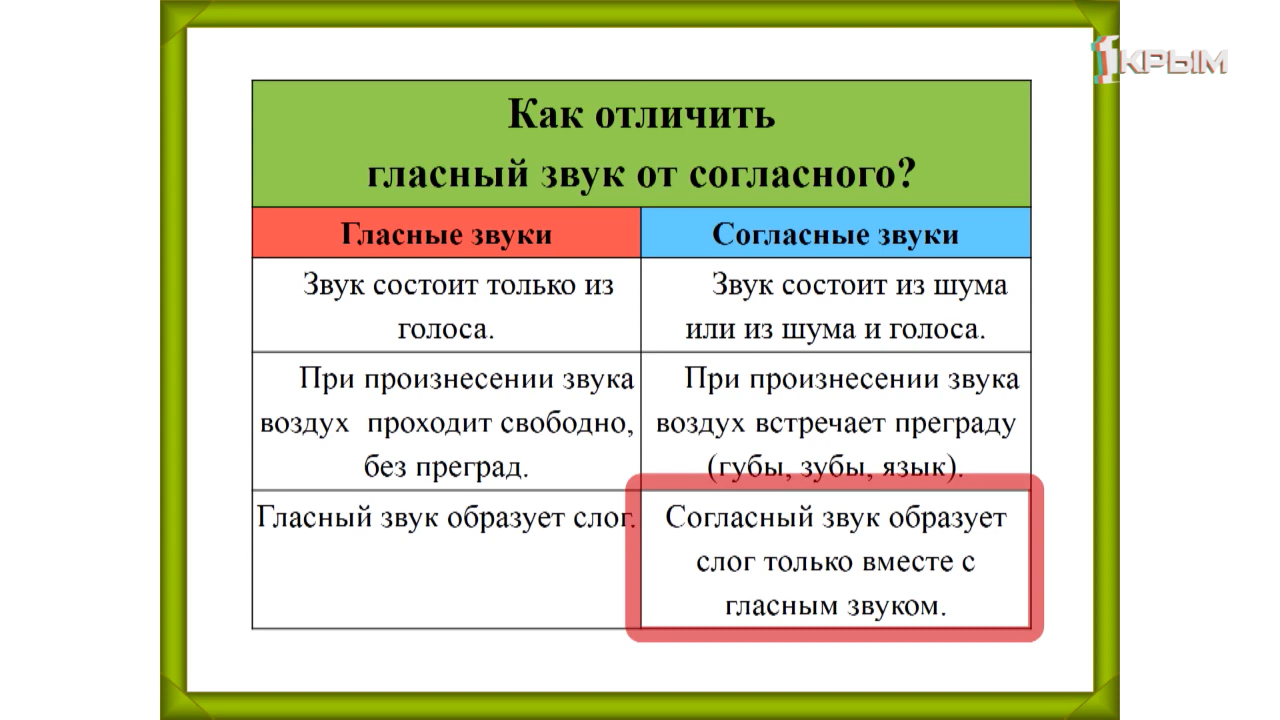 1КРЫМ
Как отличить
гласный звук от согласного?
Гласные звуки
Согласные звуки
Звук состоит только из
голоса.
Звук состоит из шума
или из шума и голоса.
При произнесении звука
воздух проходит свободно,
без преград.
При произнесении звука
воздух встречает преграду
(губы, зубы, язык).
Гласный звук образует слог.
Согласный звук образует
слог только вместе с
гласным звуком.